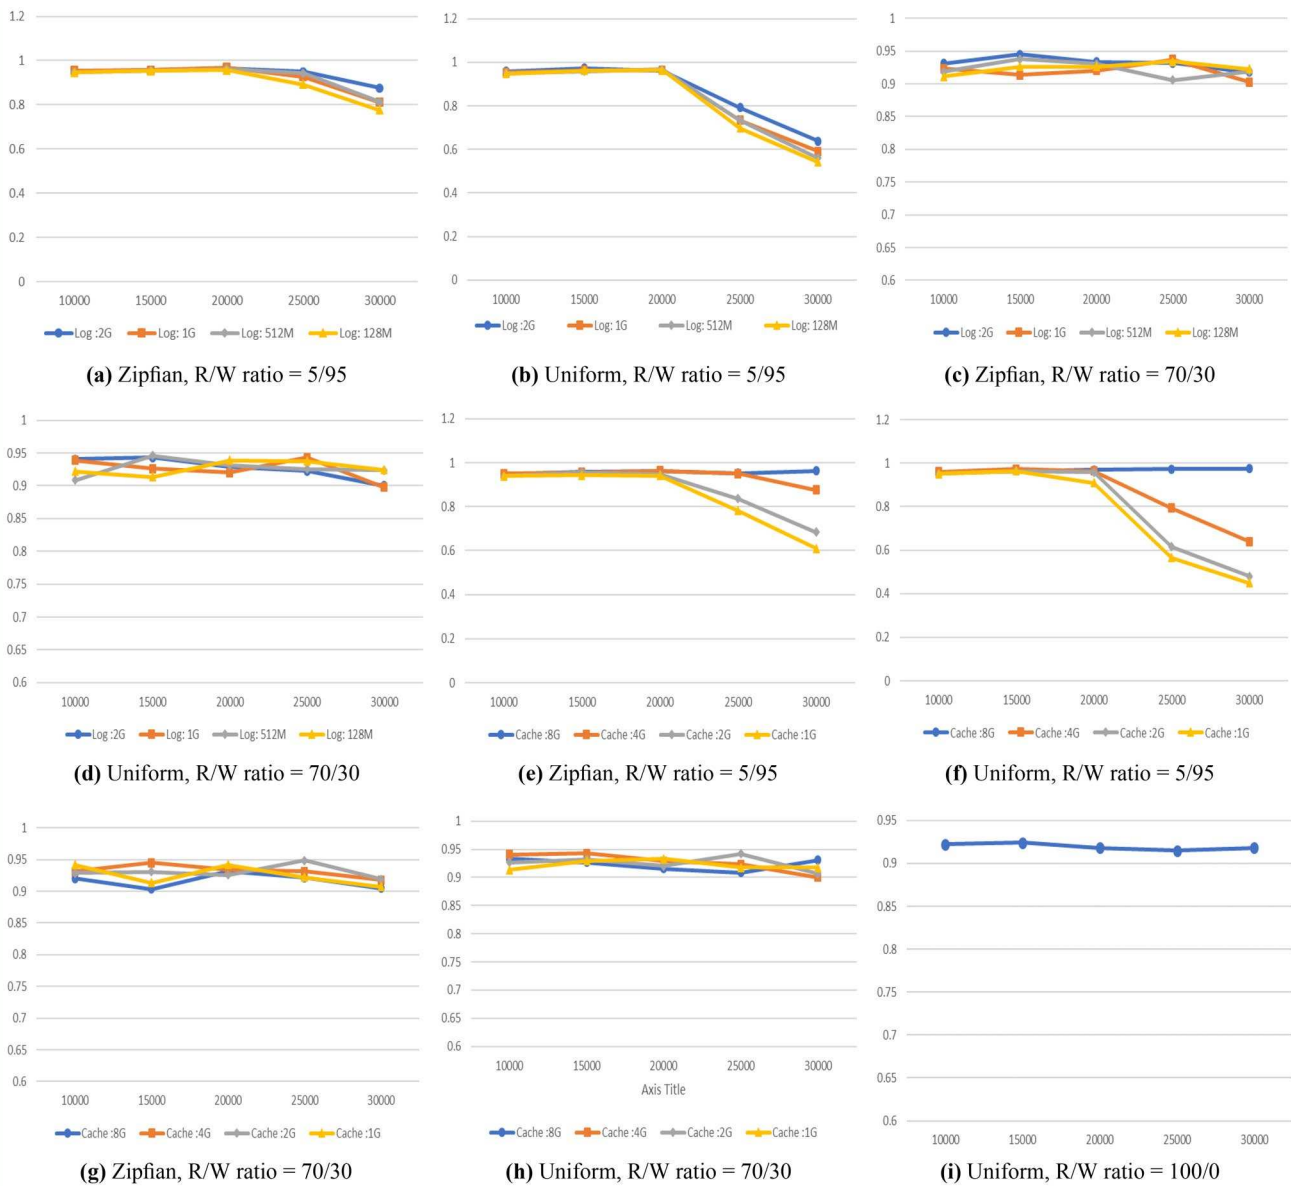 1.2
1
0.8
0.6
0.4
0.2
0
10000 15000 20000 25000 30000
Log :2G Log: 1G Log: 512M Log: 128M
(a) Zipfian, R/W ratio = 5/95
1.2
1
0.8
0.6
0.4
0.2
0
10000 15000 20000 25000 30000
Log :2G Log: 1G Log: 512M Log: 128M
(b) Uniform, R/W ratio = 5/95
1
0.95
0.9
0.85
0.8
0.75
0.7
0.65
0.6
10000 15000 20000 25000 30000
Log :2G Log: 1G Log: 512M Log: 128M
(c) Zipfian, R/W ratio = 70/30
1
0.95
0.9
0.85
0.8
0.75
0.7
0.65
0.6
10000 15000 20000 25000 30000
Log :2G Log: 1G Log: 512M Log: 128M
(d) Uniform, R/W ratio = 70/30
1.2
1
0.8
0.6
0.4
0.2
0
10000 15000 20000 25000 30000
Cache :8G Cache :4G Cache :2G Cache :1G
(e) Zipfian, R/W ratio = 5/95
1.2
1
0.8
0.6
0.4
0.2
0
10000 15000 20000 25000 30000
Cache :8G Cache :4G Cache :2G Cache :1G
(f) Uniform, R/W ratio = 5/95
1
0.95
0.9
0.85
0.8
0.75
0.7
0.65
0.6
10000 15000 20000 25000 30000
Cache :8G Cache :4G Cache :2G Cache :1G
(g) Zipfian, R/W ratio = 70/30
1
0.95
0.9
0.85
0.8
0.75
0.7
0.65
0.6
10000 15000 20000 25000 30000
Axis Title
Cache :8G Cache :4G Cache :2G Cache :1G
(h) Uniform, R/W ratio = 70/30
0.95
0.9
0.85
0.8
0.75
0.7
0.65
0.6
10000 15000 20000 25000 30000
(i) Uniform, R/W ratio = 100/0